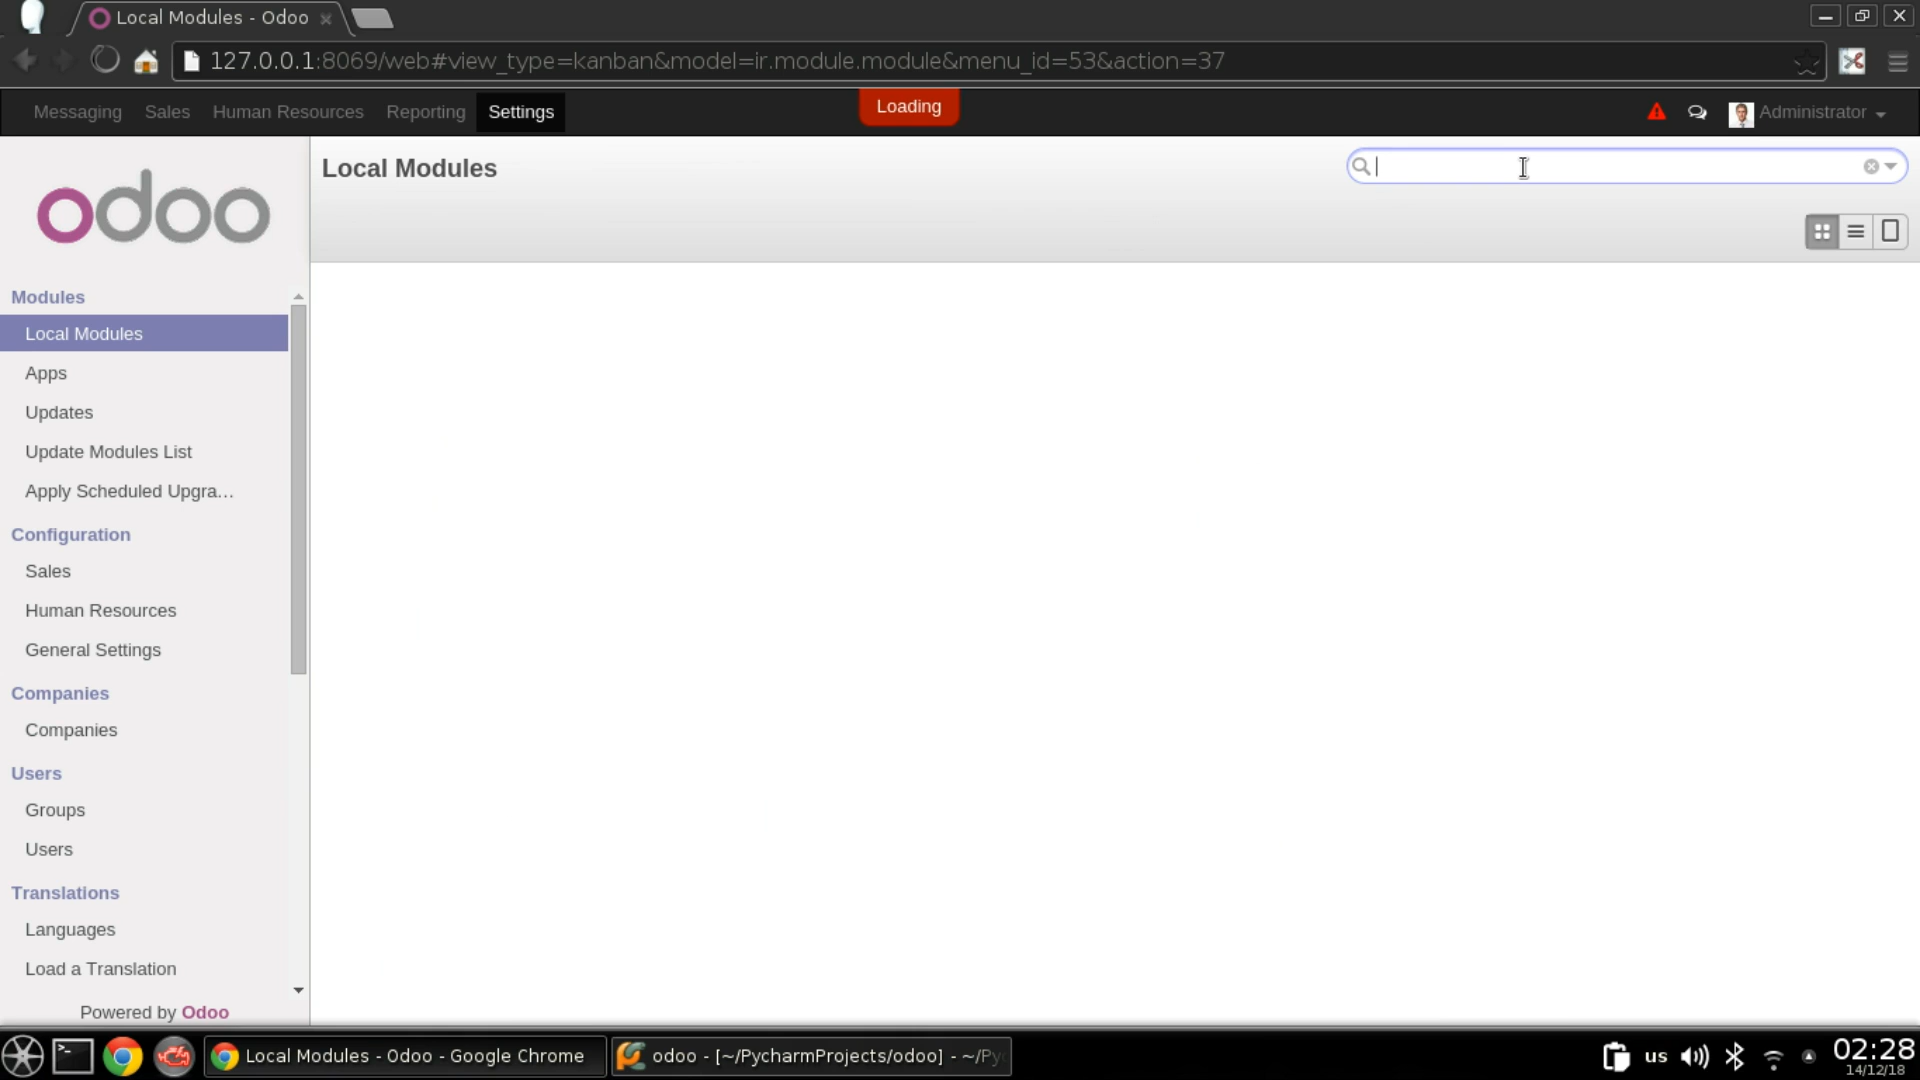 Local Modules - Odoo
127.0.0.1:8069/web#view_type=kanban&model=ir.module.module&menu_id=53&action=37
Messaging Sales Human Resources Reporting Settings Loading Administrator
odoo
Local Modules
Modules
Local Modules
Apps
Updates
Update Modules List
Apply Scheduled Upgra...
Configuration
Sales
Human Resources
General Settings
Companies
Companies
Users
Groups
Users
Translations
Languages
Load a Translation
Powered by Odoo
Local Modules - Odoo - Google Chrome
odoo - [~/PycharmProjects/odoo] - ~/Py
us
02:28
14/12/18